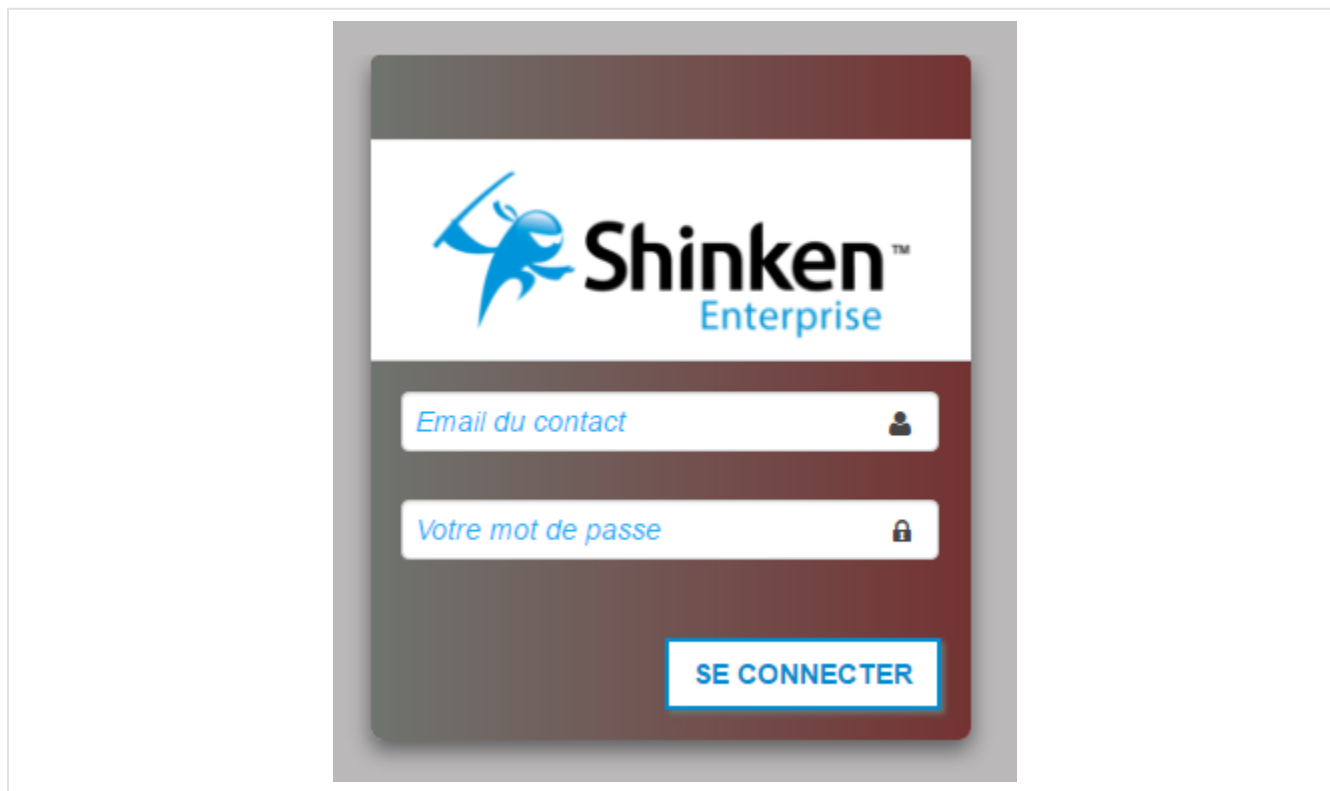 Shinken™
Enterprise
Email du contact
Votre mot de passe
SE CONNECTER